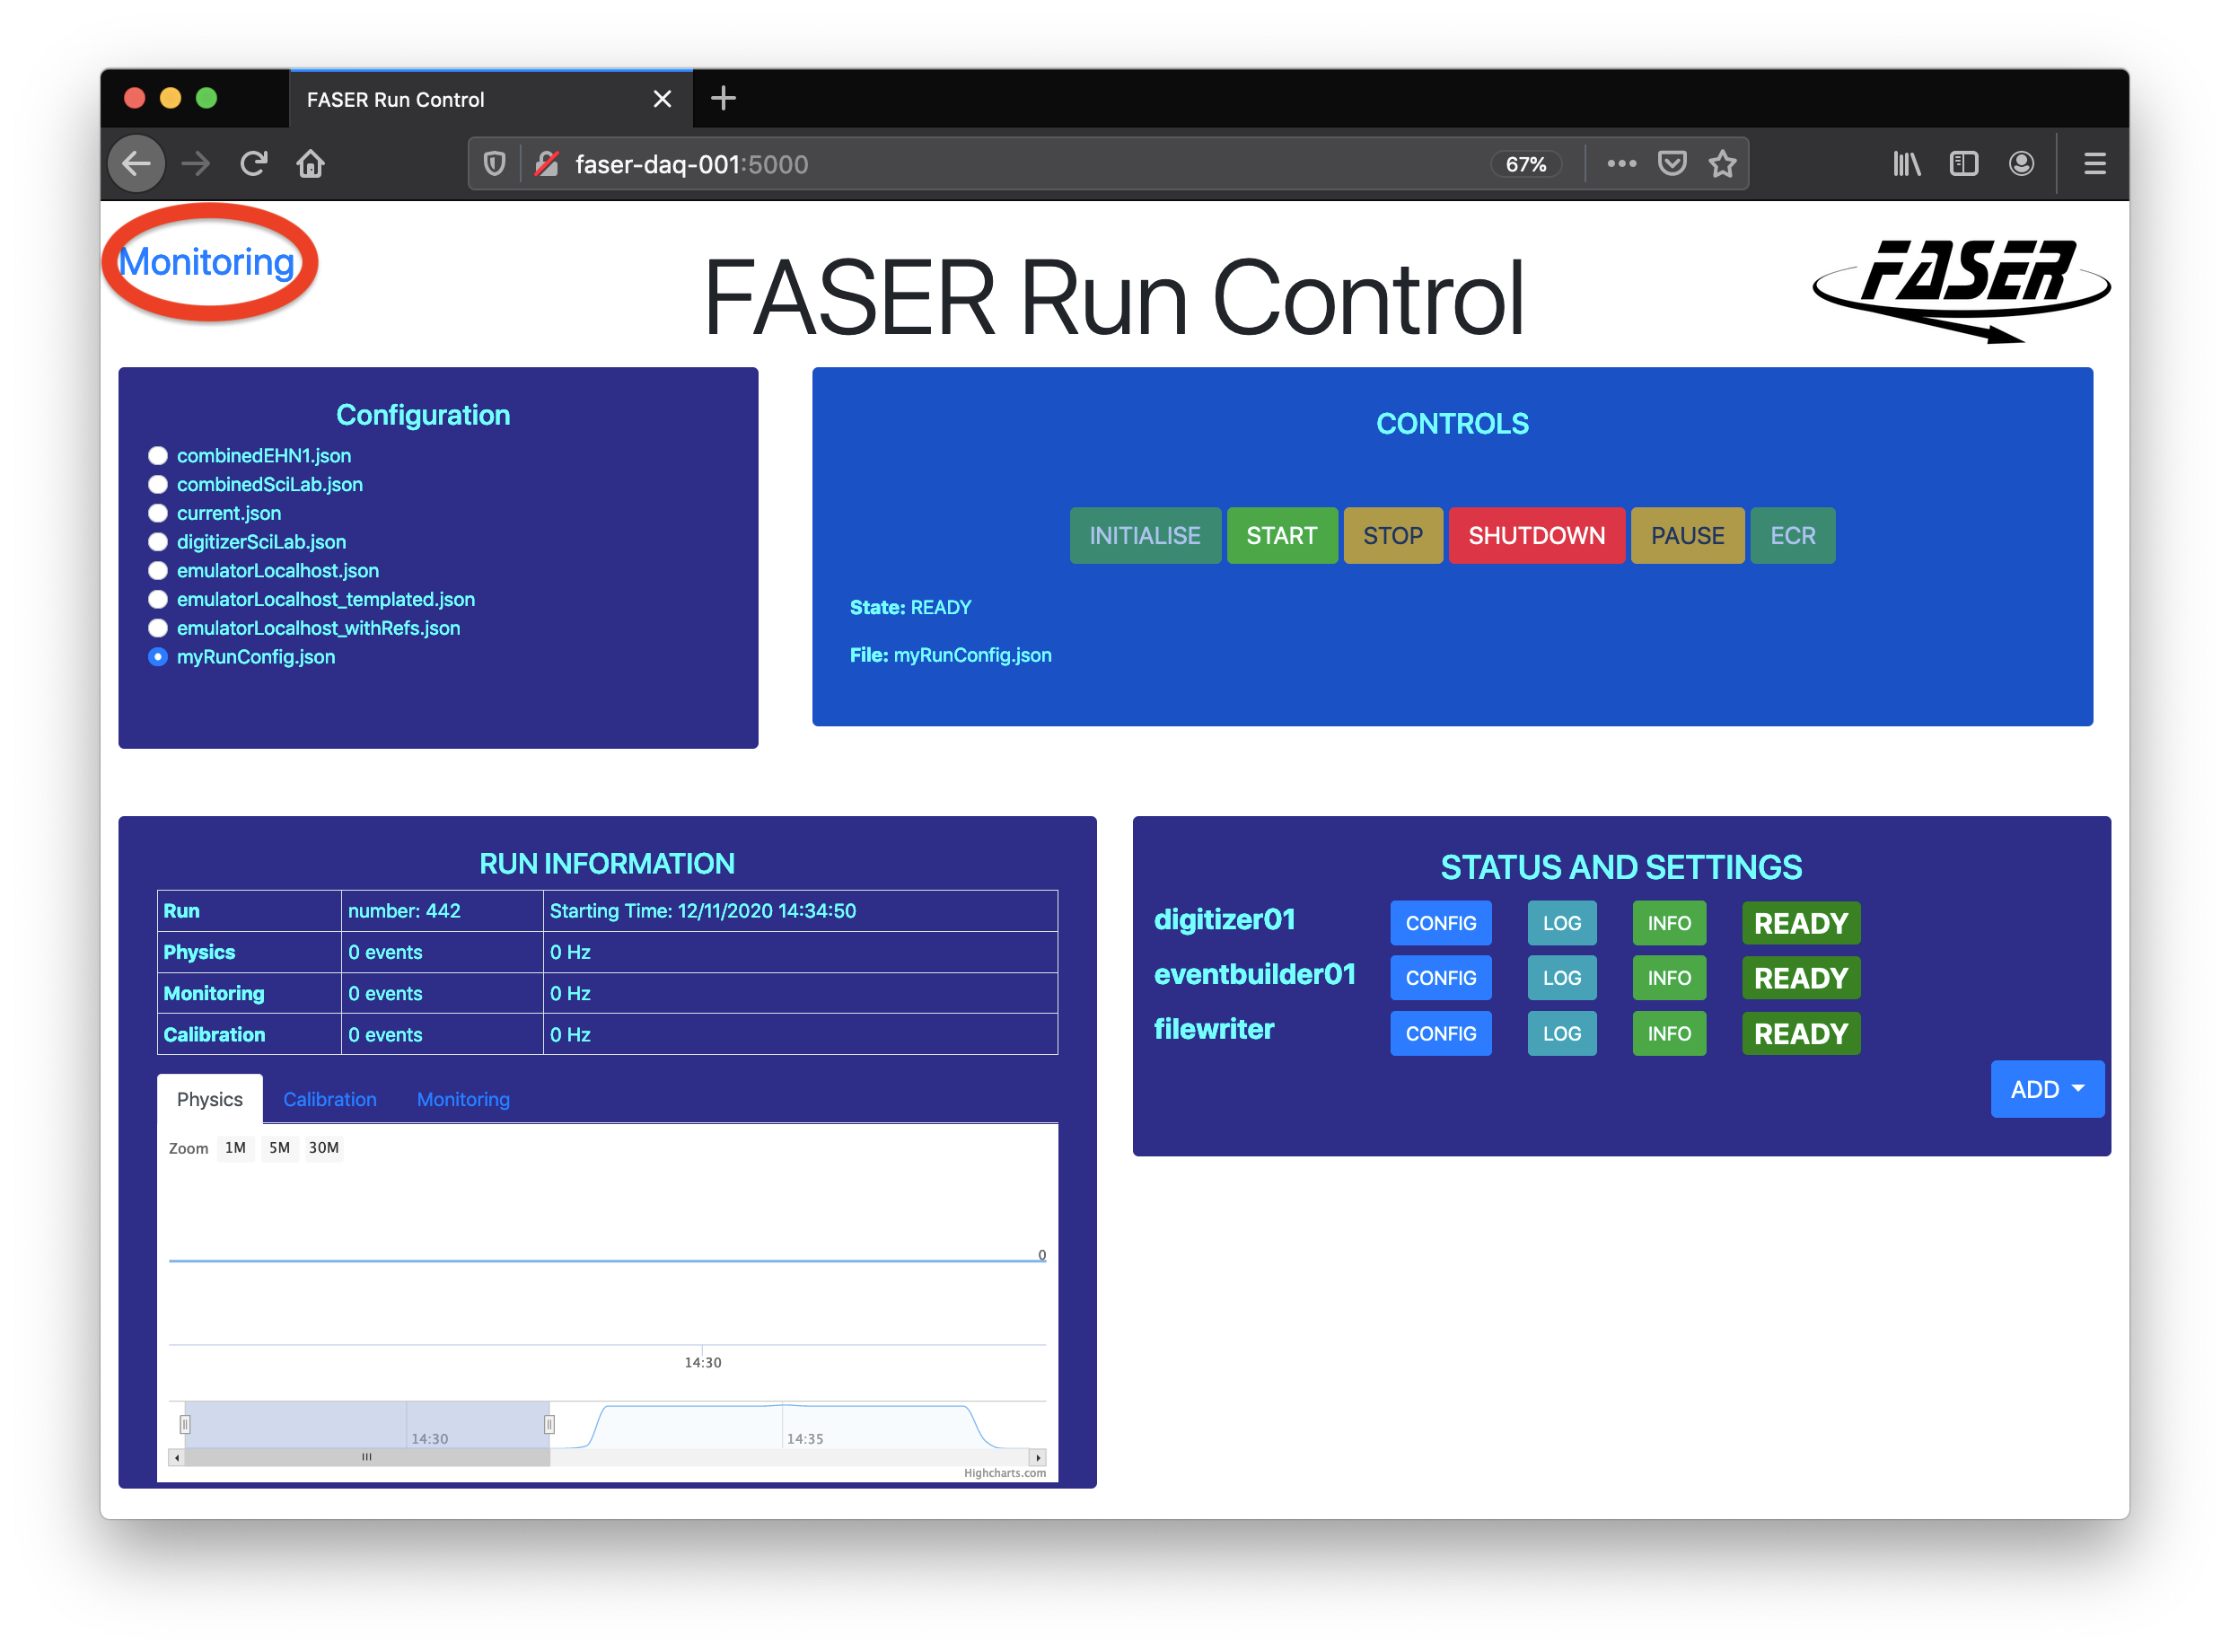 FASER Run Control
faser-daq-001:5000
67%
Monitoring
FASER Run Control
FASER
Configuration
combinedEHN1.json
combinedSciLab.json
current.json
digitizerSciLab.json
emulatorLocalhost.json
emulatorLocalhost_templated.json
emulatorLocalhost_withRefs.json
myRunConfig.json
CONTROLS
INITIALISE START STOP SHUTDOWN PAUSE ECR
State: READY
File: myRunConfig.json
RUN INFORMATION
Run number: 442 Starting Time: 12/11/2020 14:34:50
Physics 0 events 0 Hz
Monitoring 0 events 0 Hz
Calibration 0 events 0 Hz
Physics Calibration Monitoring
Zoom 1M 5M 30M
0
14:30
14:30 14:35
Highcharts.com
STATUS AND SETTINGS
digitizer01 CONFIG LOG INFO READY
eventbuilder01 CONFIG LOG INFO READY
filewriter CONFIG LOG INFO READY
ADD